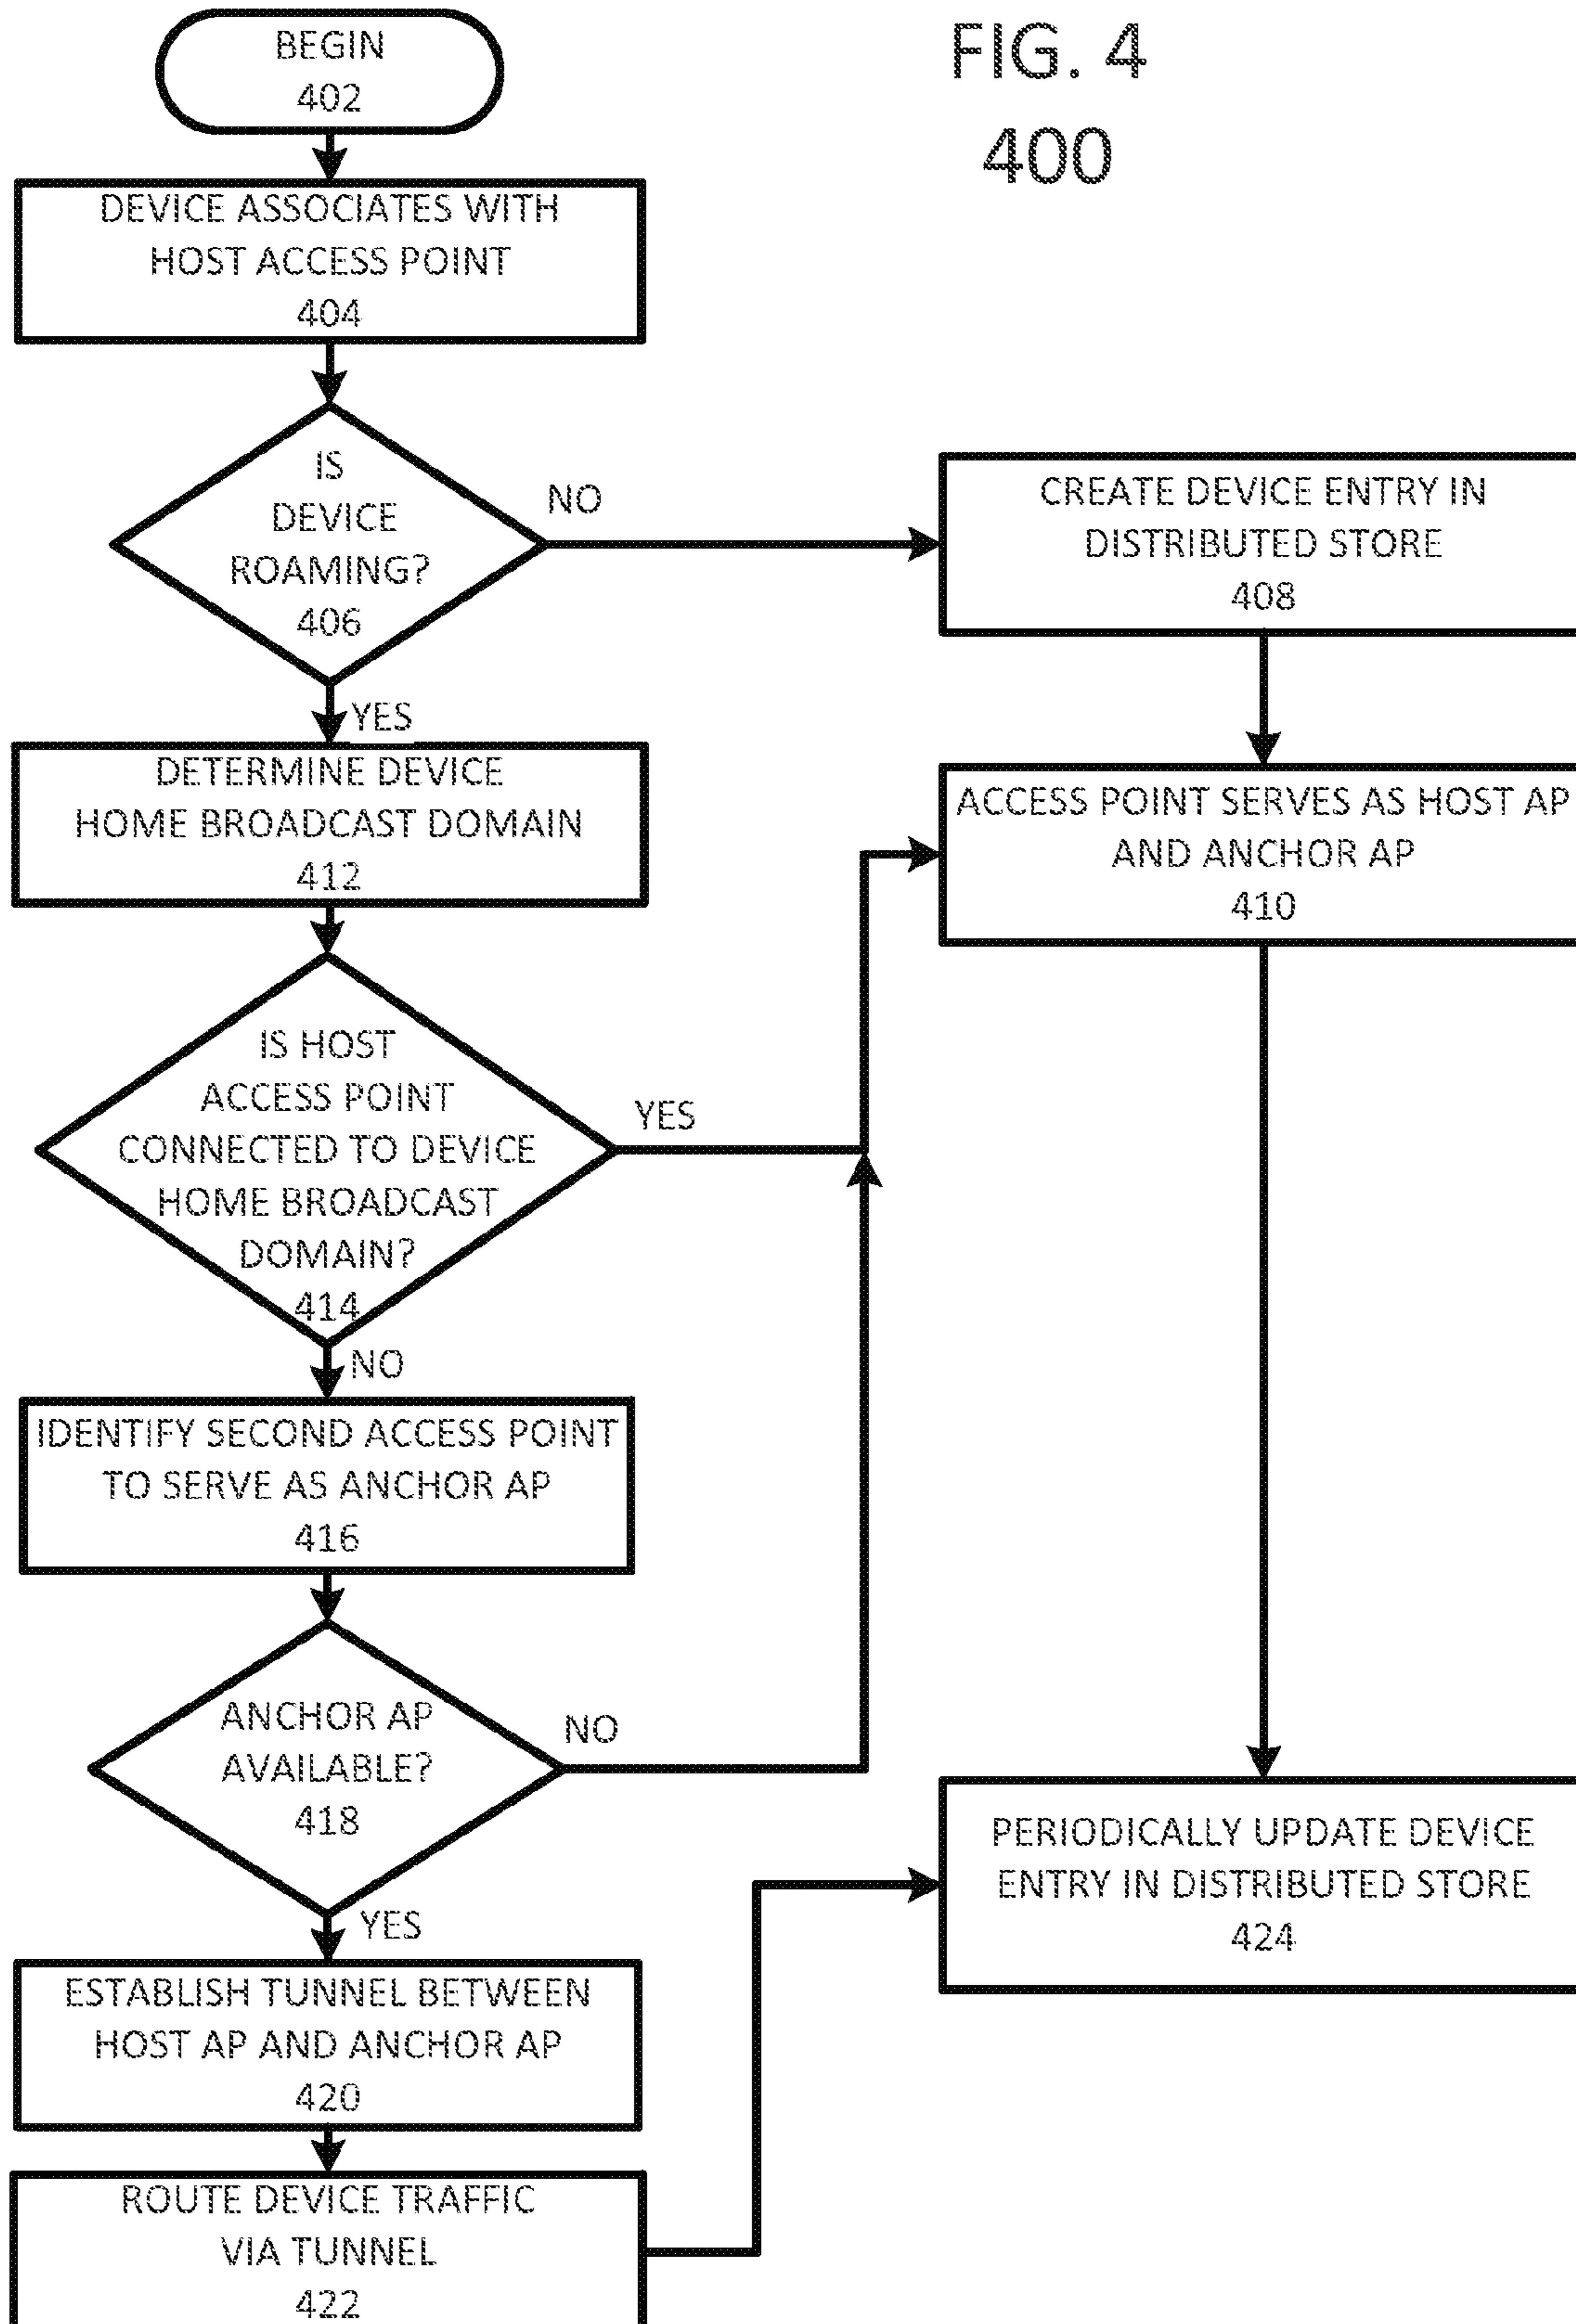 FIG. 4
400
BEGIN
402
DEVICE ASSOCIATES WITH
HOST ACCESS POINT
404
IS
DEVICE
ROAMING?
406
NO
CREATE DEVICE ENTRY IN
DISTRIBUTED STORE
408
YES
DETERMINE DEVICE
HOME BROADCAST DOMAIN
412
ACCESS POINT SERVES AS HOST AP
AND ANCHOR AP
410
IS HOST
ACCESS POINT
CONNECTED TO DEVICE
HOME BROADCAST
DOMAIN?
414
YES
NO
IDENTIFY SECOND ACCESS POINT
TO SERVE AS ANCHOR AP
416
ANCHOR AP
AVAILABLE?
418
NO
YES
PERIODICALLY UPDATE DEVICE
ENTRY IN DISTRIBUTED STORE
424
ESTABLISH TUNNEL BETWEEN
HOST AP AND ANCHOR AP
420
ROUTE DEVICE TRAFFIC
VIA TUNNEL
422